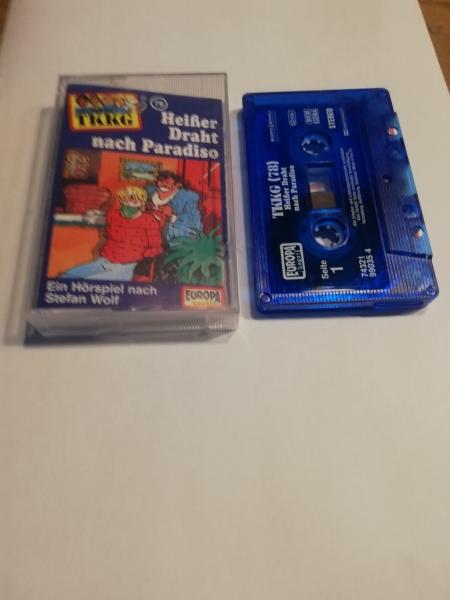 TKKG
78
Heißer
Draht
nach Paradiso
Ein Hörspiel nach
Stefan Wolf
EUROPA
TKKG (78)
Heißer Draht
nach Paradiso
STEREO
EUROPA
Seite
1
74321
99035 4